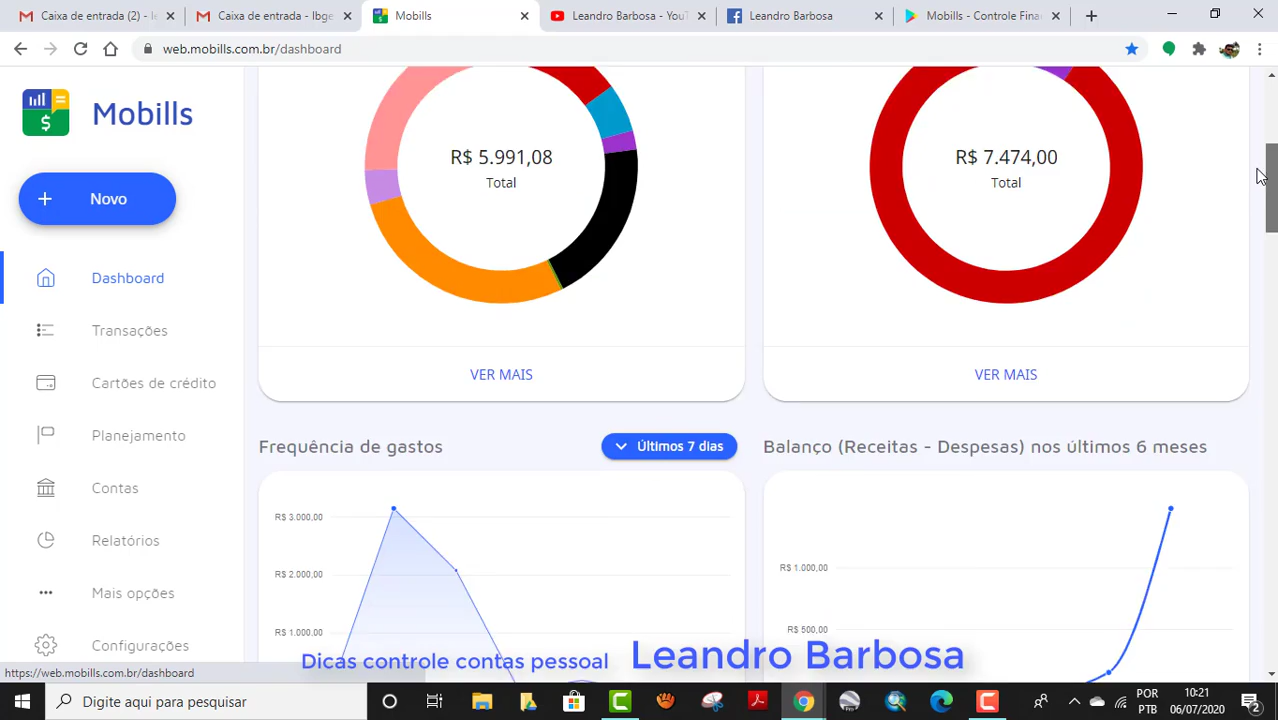 Caixa de entrada (2) - l
Caixa de entrada - lbge
Mobills
Leandro Barbosa - YouT
Leandro Barbosa
Mobills - Controle Fina
web.mobills.com.br/dashboard
Mobills
Novo
Dashboard
Transações
Cartões de crédito
Planejamento
Contas
Relatórios
Mais opções
Configurações
R$ 5.991,08
Total
VER MAIS
R$ 7.474,00
Total
VER MAIS
Frequência de gastos
Últimos 7 dias
R$ 3.000,00
R$ 2.000,00
R$ 1.000,00
Balanço (Receitas - Despesas) nos últimos 6 meses
R$ 1.000,00
R$ 500,00
https://web.mobills.com.br/dashboard
Dicas controle contas pessoal Leandro Barbosa
Digite aqui para pesquisar
POR
PTB
10:21
06/07/2020
2